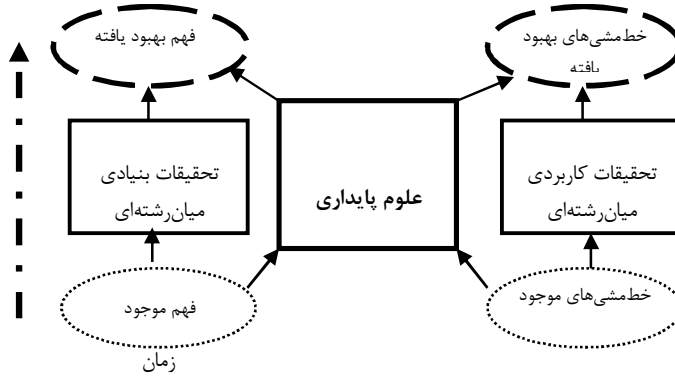 خط‌مشی‌های بهبود
یافته
فهم بهبود یافته
تحقیقات کاربردی
میان‌رشته‌ای
علوم پایداری
تحقیقات بنیادی
میان‌رشته‌ای
خط‌مشی‌های موجود
فهم موجود
زمان